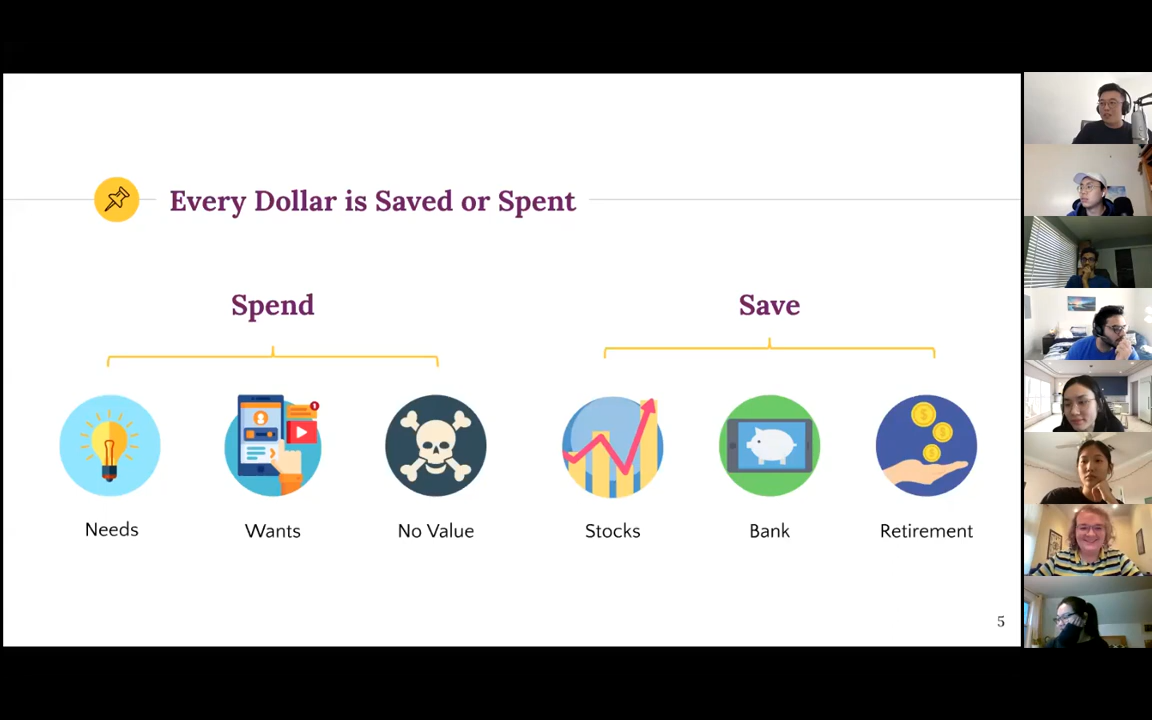 Every Dollar is Saved or Spent
Spend
Save
Needs
Wants
No Value
Stocks
Bank
Retirement
5